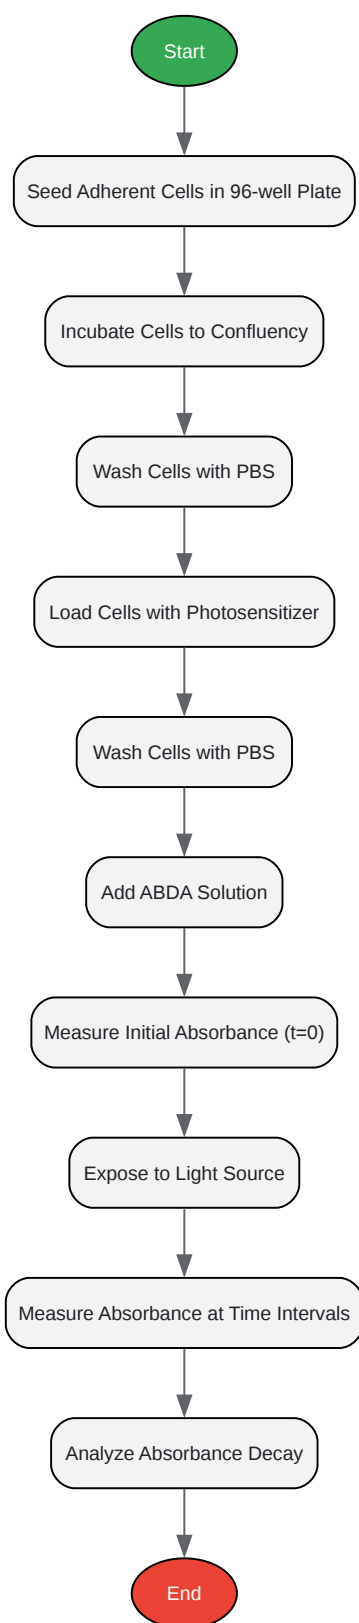 Start
Seed Adherent Cells in 96-well Plate
Incubate Cells to Confluency
Wash Cells with PBS
Load Cells with Photosensitizer
Wash Cells with PBS
Add ABDA Solution
Measure Initial Absorbance (t=0)
Expose to Light Source
Measure Absorbance at Time Intervals
Analyze Absorbance Decay
End